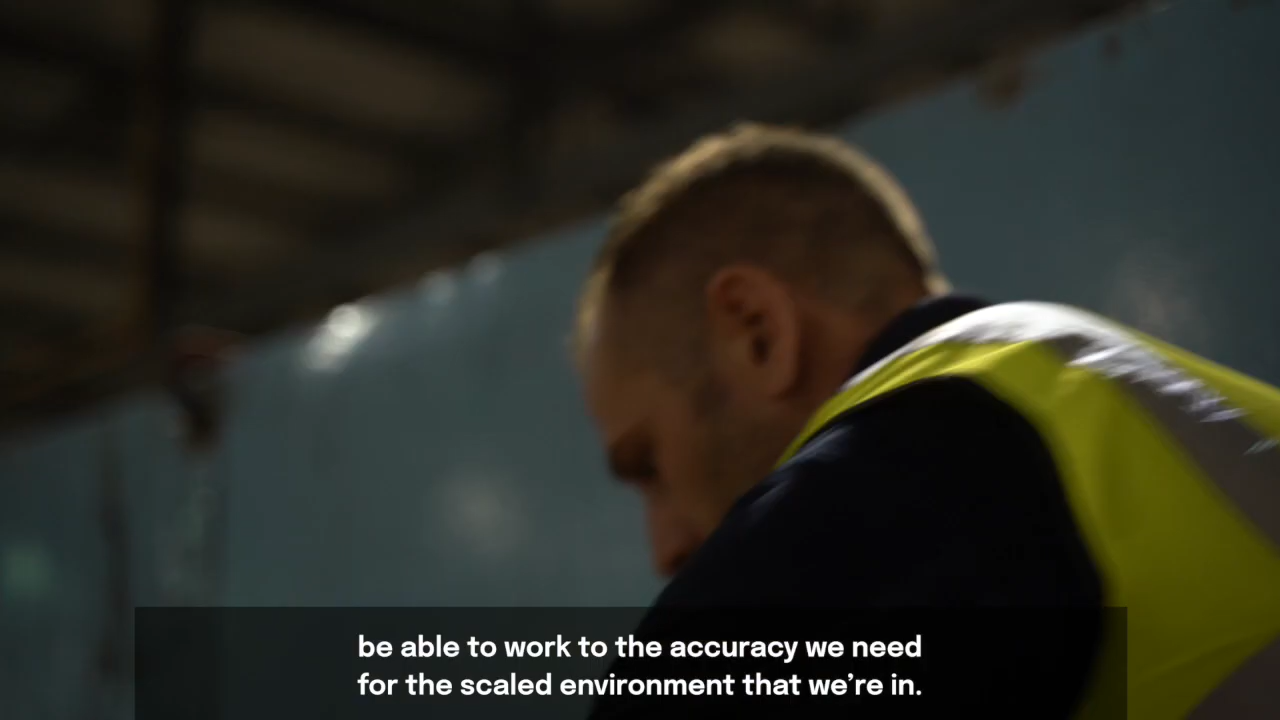 be able to work to the accuracy we need
for the scaled environment that we’re in.